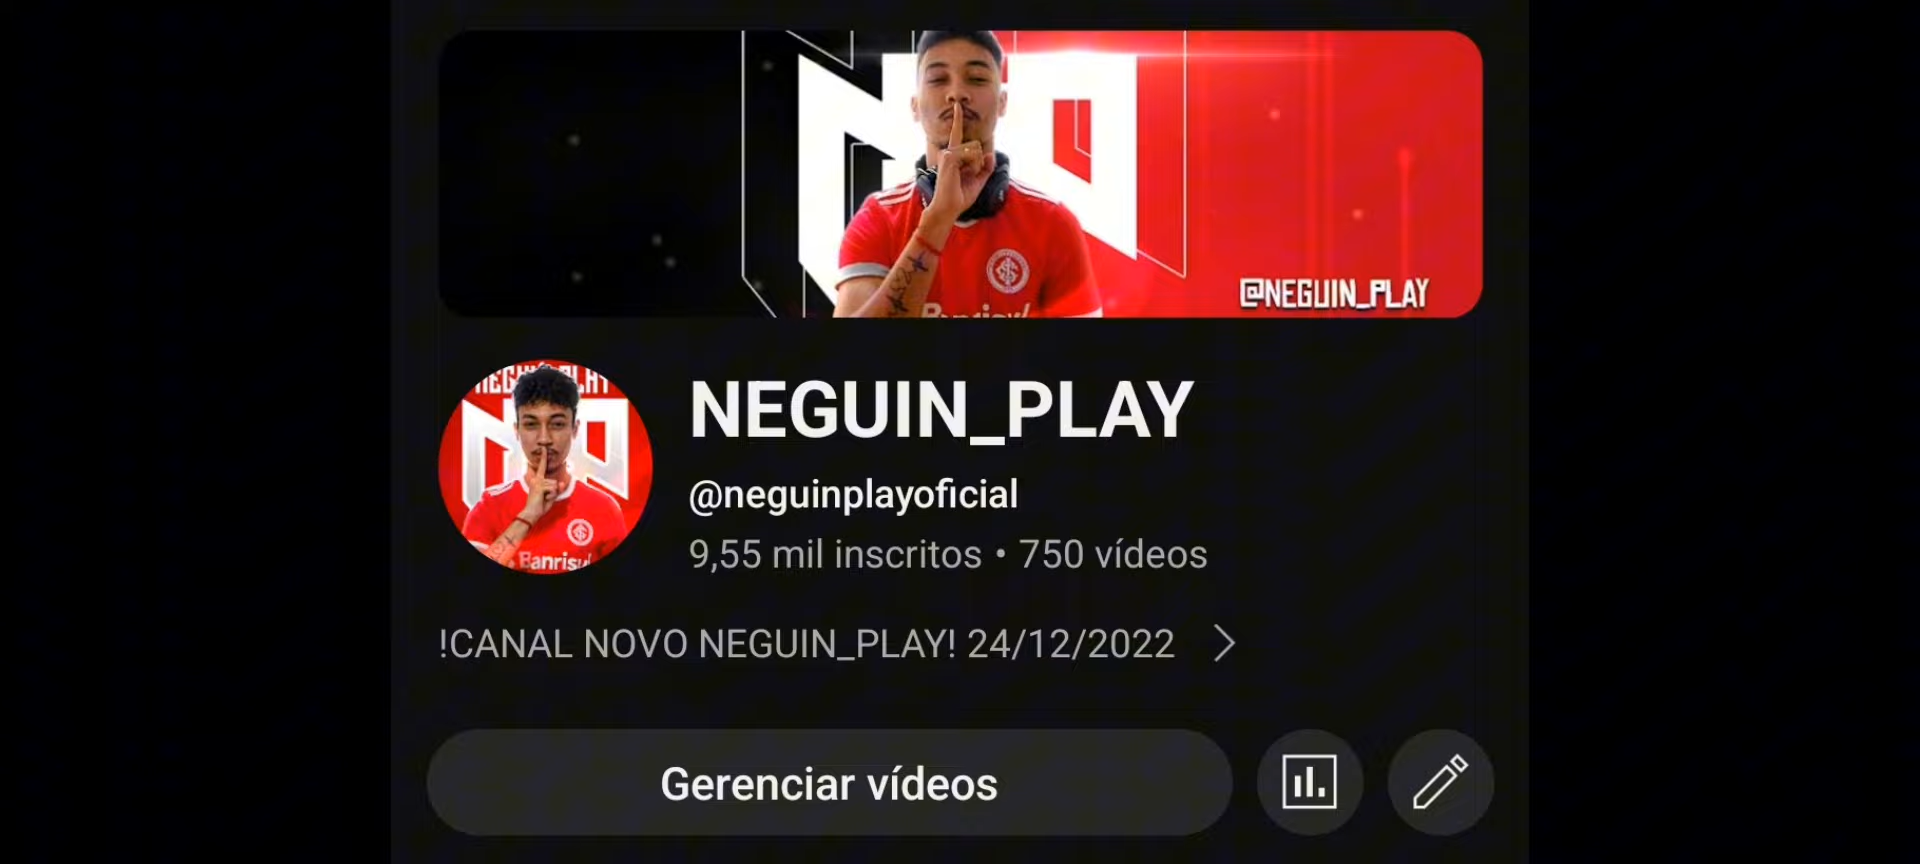 @NEGUIN_PLAY
NEGUIN_PLAY
@neguinplayoficial
9,55 mil inscritos • 750 vídeos
!CANAL NOVO NEGUIN_PLAY! 24/12/2022
Gerenciar vídeos